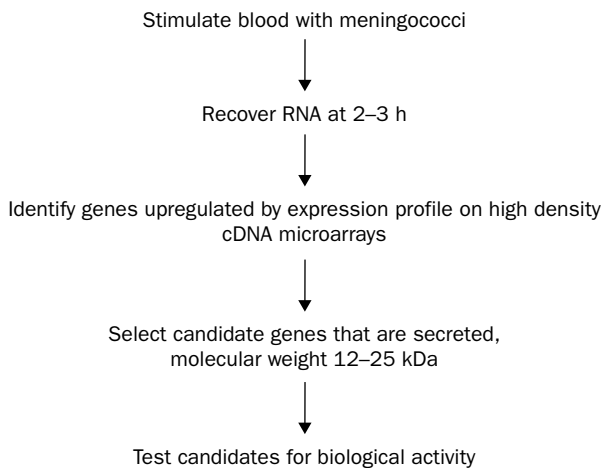 Stimulate blood with meningococci
Recover RNA at 2–3 h
Identify genes upregulated by expression profile on high density
cDNA microarrays
Select candidate genes that are secreted,
molecular weight 12–25 kDa
Test candidates for biological activity